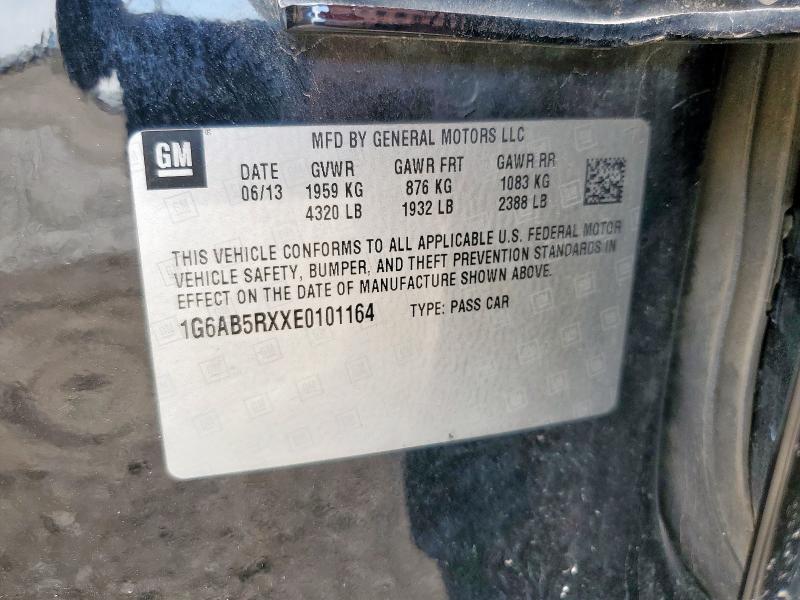 GM
MFD BY GENERAL MOTORS LLC
DATE GVWR GAWR FRT GAWR RR
06/13 1959 KG 876 KG 1083 KG
4320 LB 1932 LB 2388 LB
THIS VEHICLE CONFORMS TO ALL APPLICABLE U.S. FEDERAL MOTOR
VEHICLE SAFETY, BUMPER, AND THEFT PREVENTION STANDARDS IN
EFFECT ON THE DATE OF MANUFACTURE SHOWN ABOVE.
1G6AB5RXXE0101164 TYPE: PASS CAR